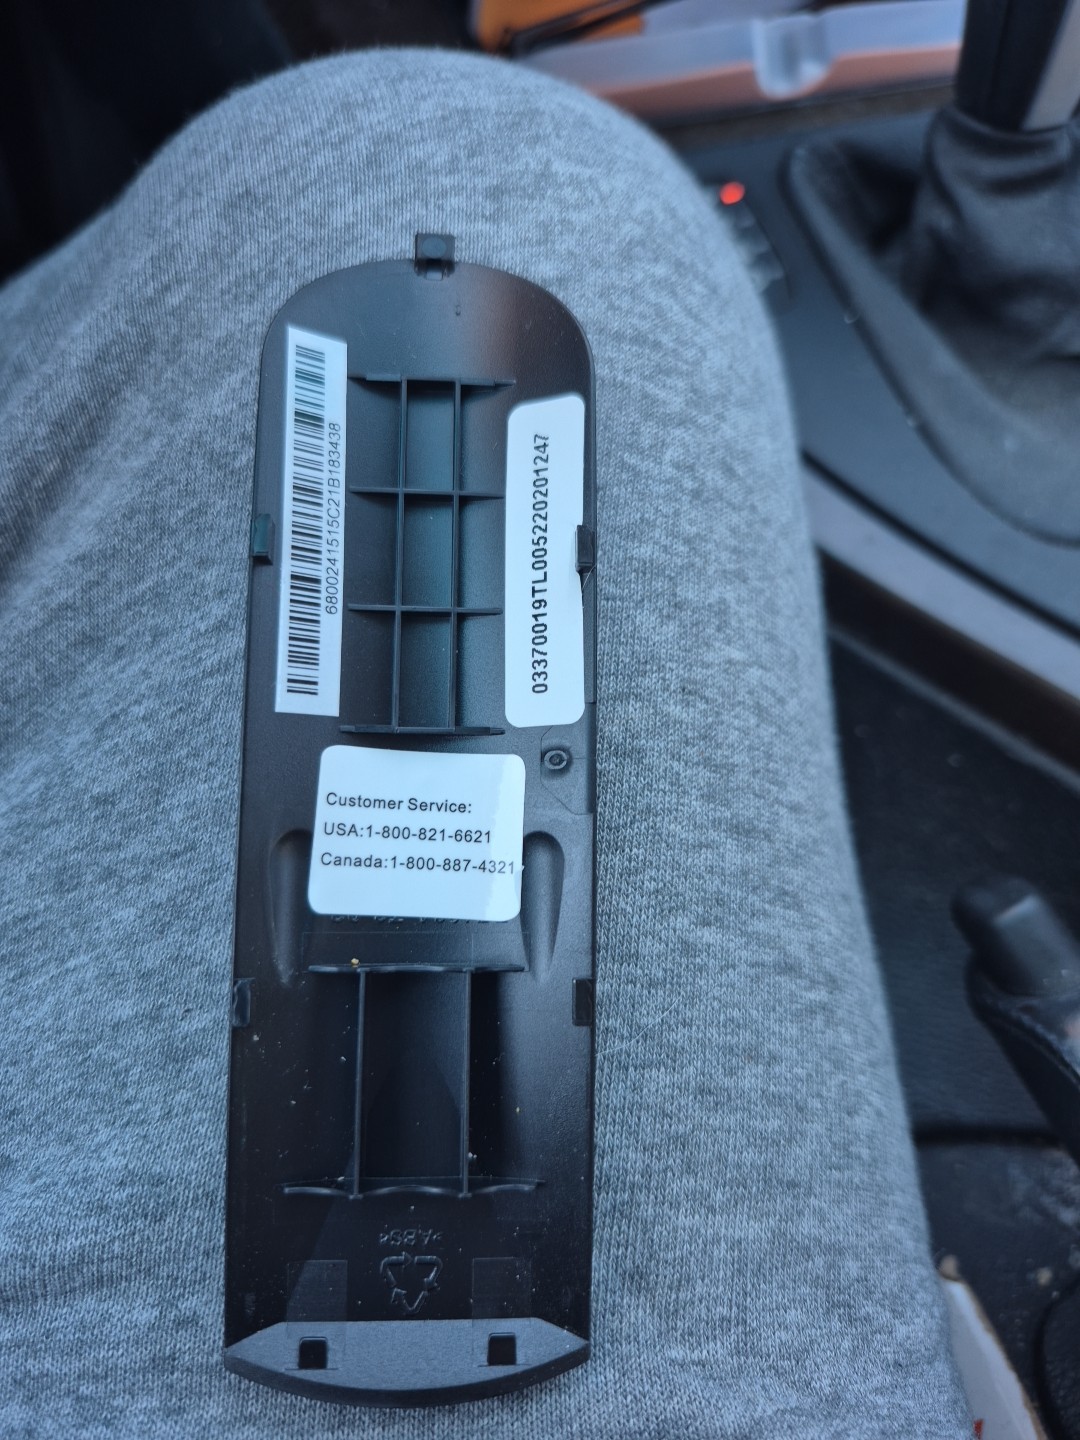 6800241515C21B183438
03370019TL005220201247
Customer Service:
USA:1-800-821-6621
Canada:1-800-887-4321
>ABS<